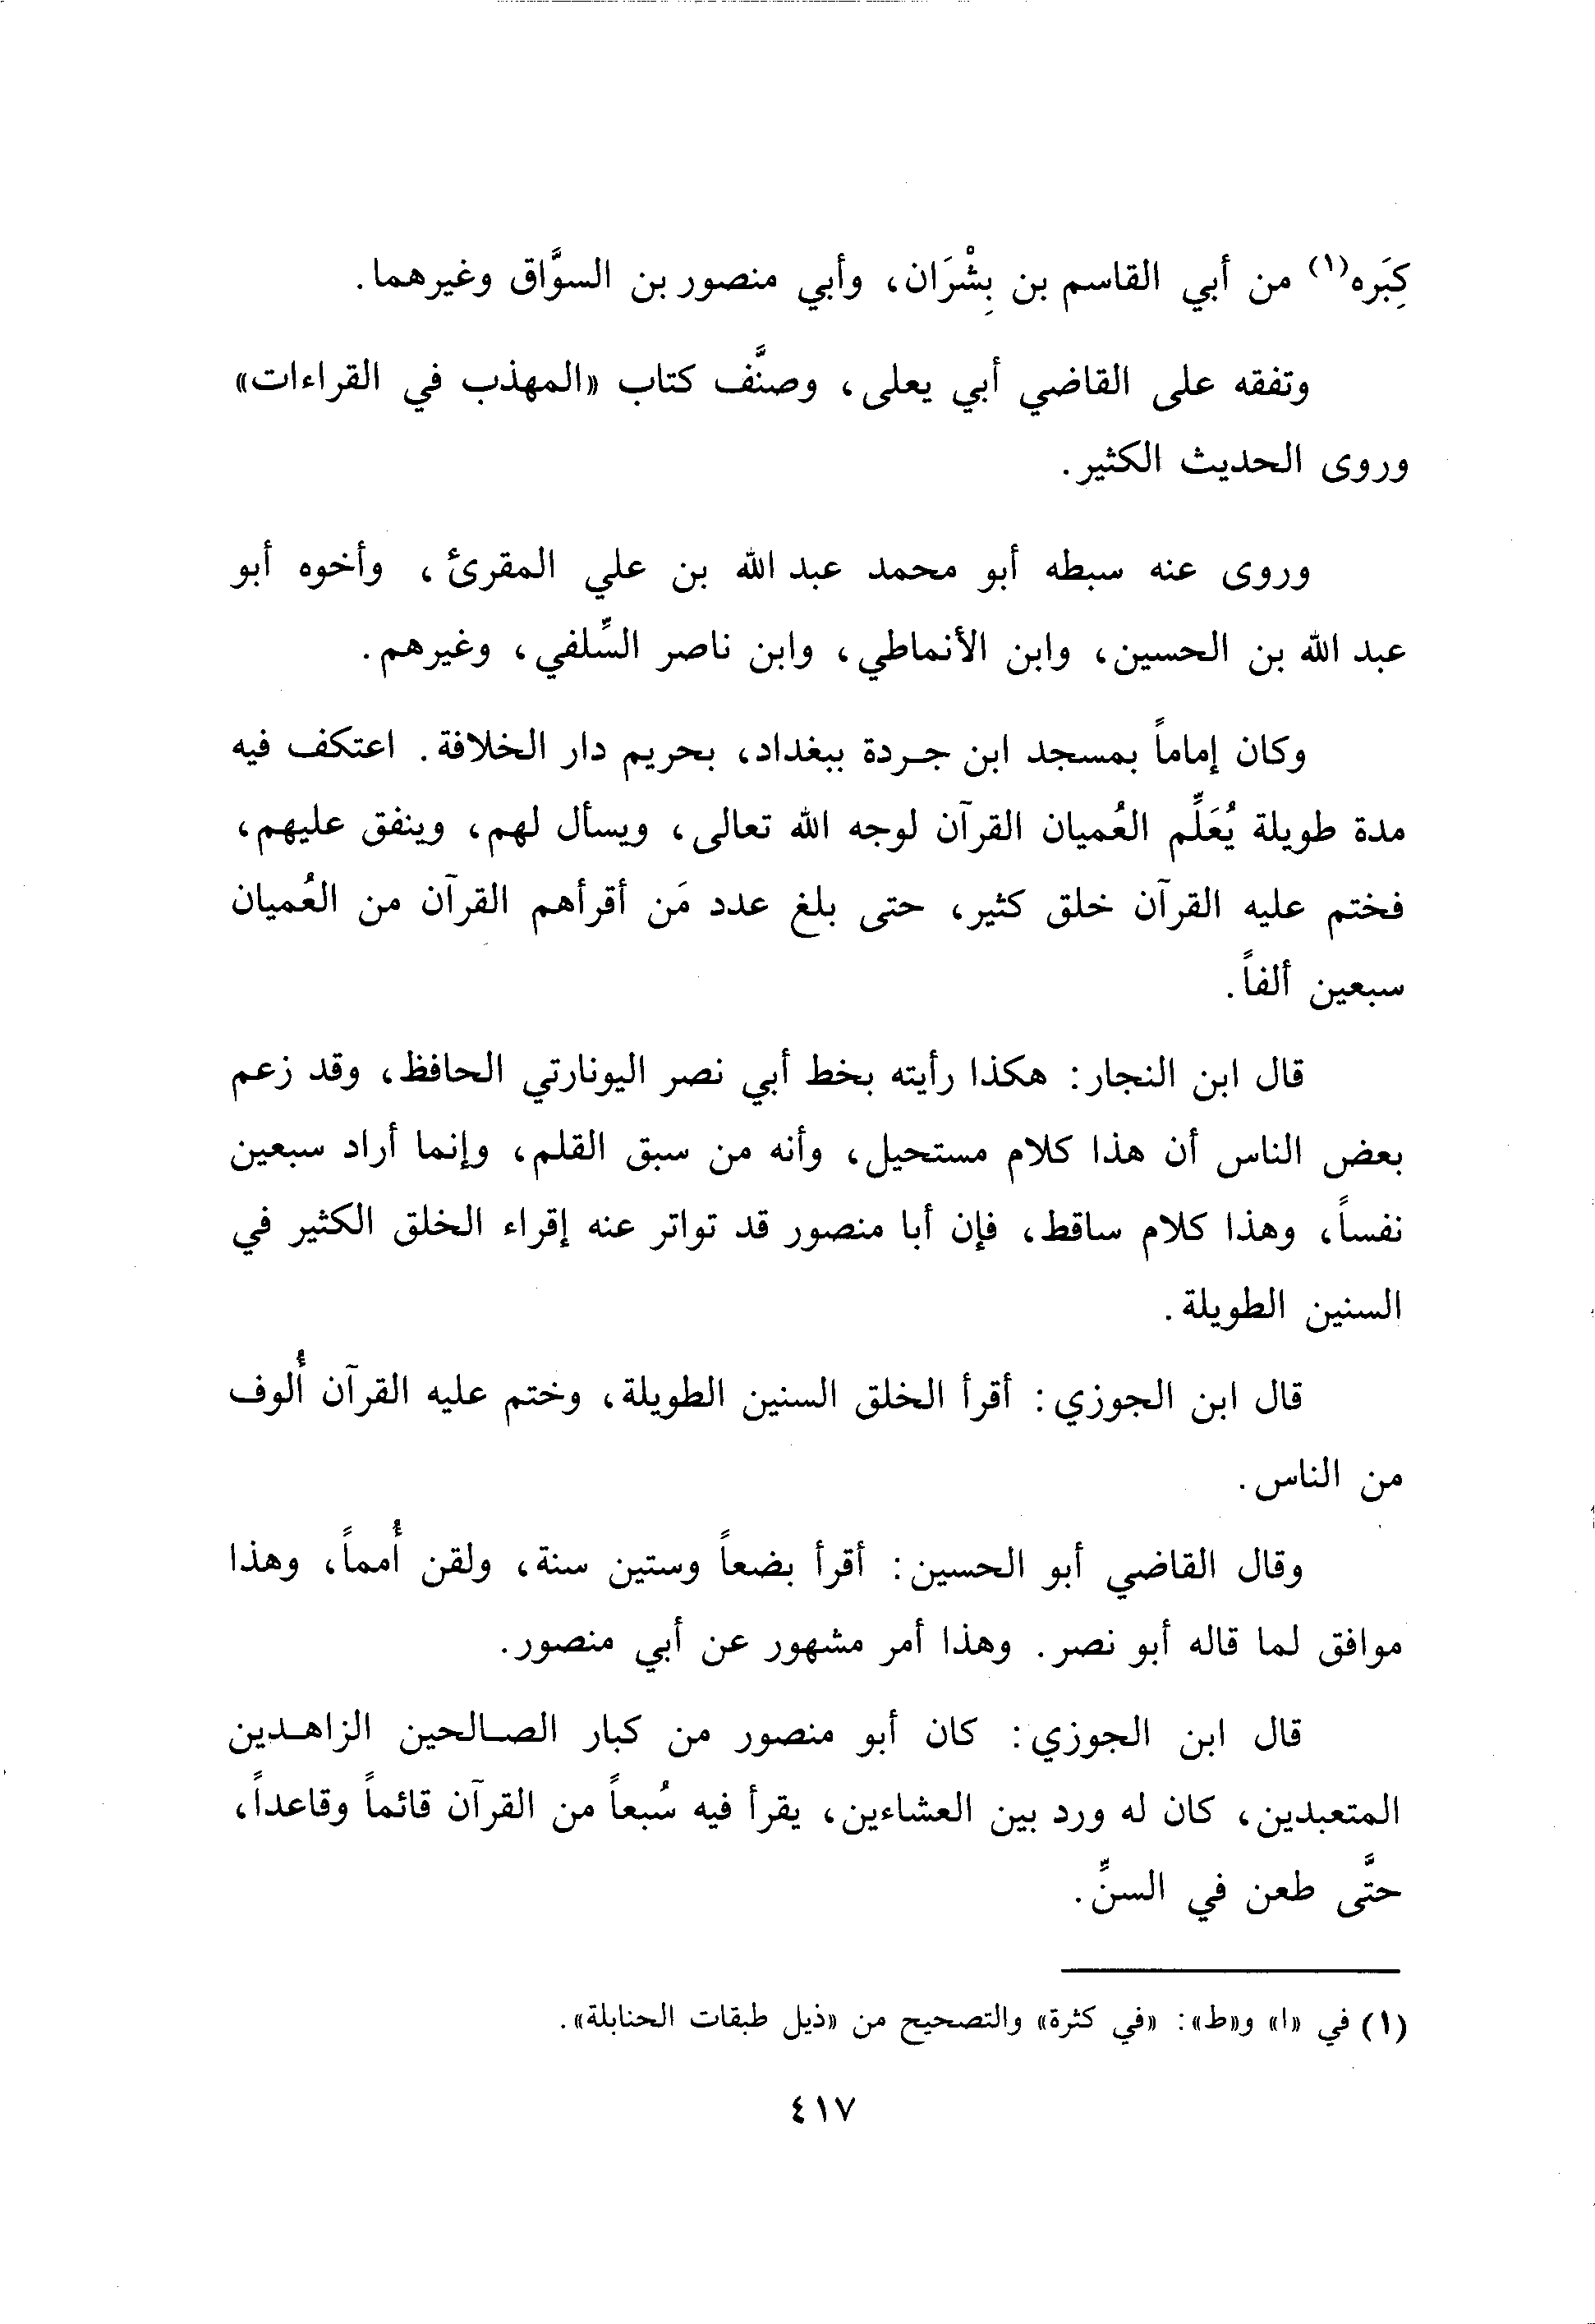 كِبَره(١) من أبي القاسم بن بِشْرَان، وأبي منصور بن السوَّاق وغيرهما.
وتفقه على القاضي أبي يعلى، وصنَّف كتاب «المهذب في القراءات»
وروى الحديث الكثير.
وروى عنه سبطه أبو محمد عبد الله بن علي المقرئ، وأخوه أبو
عبد الله بن الحسين، وابن الأنماطي، وابن ناصر السِّلفي، وغيرهم.
وكان إماماً بمسجد ابن جردة ببغداد، بحريم دار الخلافة. اعتكف فيه
مدة طويلة يُعَلِّم العُميان القرآن لوجه الله تعالى، ويسأل لهم، وينفق عليهم،
فختم عليه القرآن خلق كثير، حتى بلغ عدد مَن أقرأهم القرآن من العُميان
سبعين ألفاً.
قال ابن النجار: هكذا رأيته بخط أبي نصر اليونارتي الحافظ، وقد زعم
بعض الناس أن هذا كلام مستحيل، وأنه من سبق القلم، وإنما أراد سبعين
نفساً، وهذا كلام ساقط، فإن أبا منصور قد تواتر عنه إقراء الخلق الكثير في
السنين الطويلة.
قال ابن الجوزي: أقرأ الخلق السنين الطويلة، وختم عليه القرآن أُلوف
من الناس.
وقال القاضي أبو الحسين: أقرأ بضعاً وستين سنة، ولقن أُمماً، وهذا
موافق لما قاله أبو نصر. وهذا أمر مشهور عن أبي منصور.
قال ابن الجوزي: كان أبو منصور من كبار الصالحين الزاهدين
المتعبدين، كان له ورد بين العشاءين، يقرأ فيه سُبعاً من القرآن قائماً وقاعداً،
حتَّى طعن في السنِّ.
(١) في «ا» و«ط»: «في كثرة» والتصحيح من «ذيل طبقات الحنابلة».
٤١٧